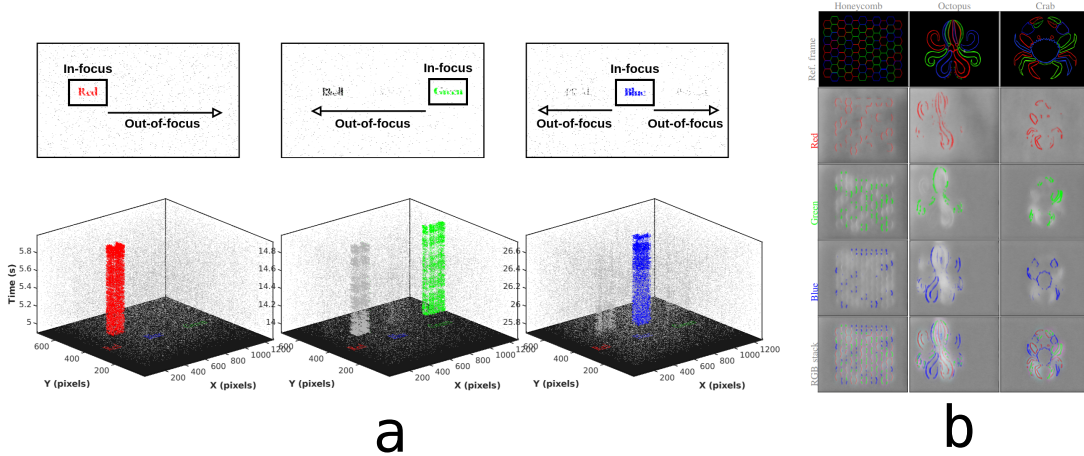 Honeycomb Octopus Crab
In-focus In-focus In-focus
Red Green Blue
Out-of-focus Out-of-focus Out-of-focus Out-of-focus
Ref. frame
Red
Green
Blue
RGB stack
Time (s)
5.8
5.6
5.4
5.2
5
600
400
200
Y (pixels)
200 400 600 800 1000 1200
X (pixels)
14.8
14.6
14.4
14.2
14
600
400
200
Y (pixels)
200 400 600 800 1000 1200
X (pixels)
26.6
26.4
26.2
26
25.8
600
400
200
Y (pixels)
200 400 600 800 1000 1200
X (pixels)
a b